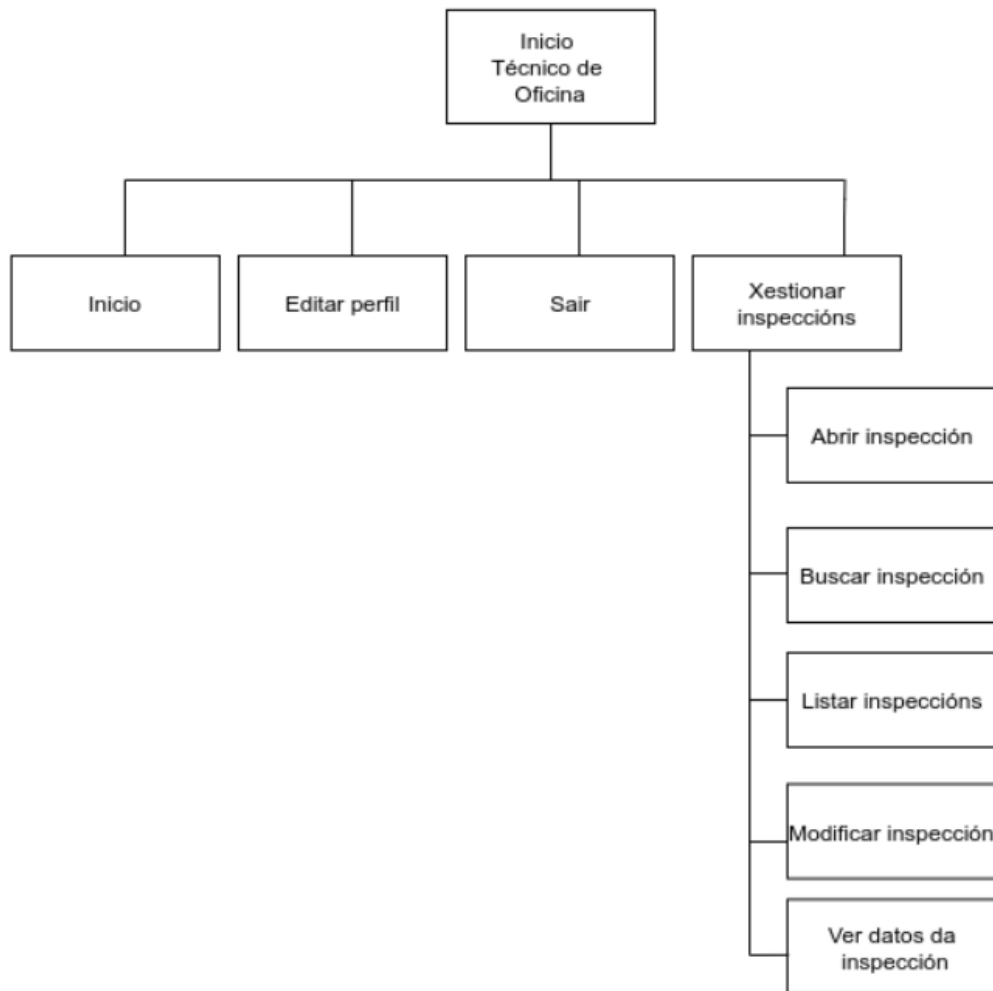 Inicio
Técnico de
Oficina
Inicio
Editar perfil
Sair
Xestionar
inspeccións
Abrir inspección
Buscar inspección
Listar inspeccións
Modificar inspección
Ver datos da
inspección